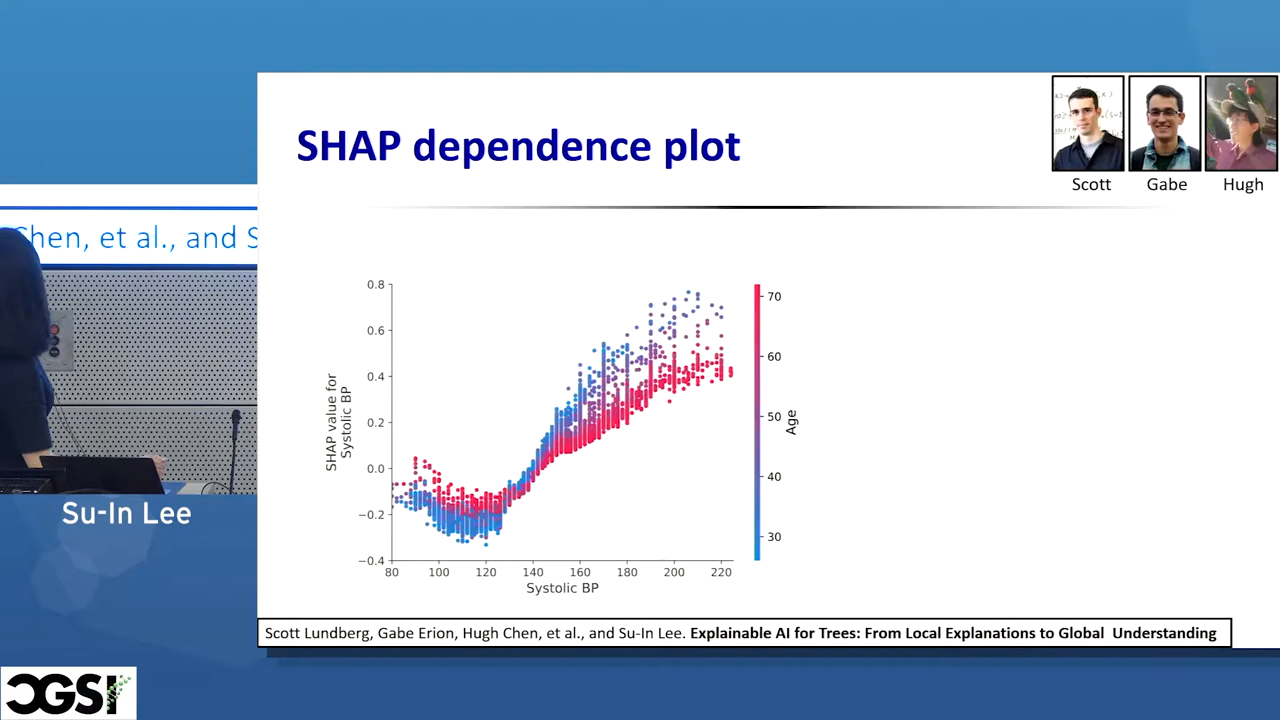 SHAP dependence plot
Scott
Gabe
Hugh
Chen, et al., and S
0.8
0.6
0.4
0.2
0.0
−0.2
−0.4
SHAP value for
Systolic BP
80 100 120 140 160 180 200 220
Systolic BP
70
60
50
40
30
Age
Su-In Lee
Scott Lundberg, Gabe Erion, Hugh Chen, et al., and Su-In Lee. Explainable AI for Trees: From Local Explanations to Global Understanding
CGSI